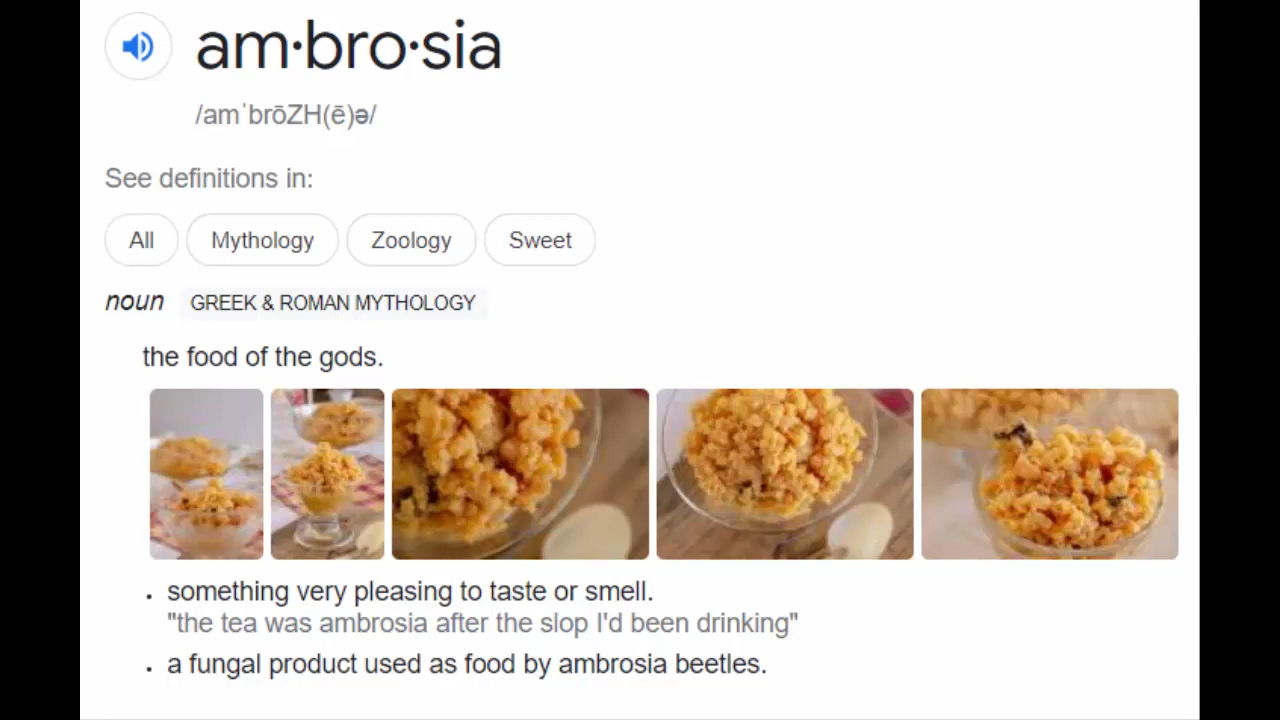 am·bro·sia
/amˈbrōZH(ē)ə/
See definitions in:
All Mythology Zoology Sweet
noun GREEK & ROMAN MYTHOLOGY
the food of the gods.
• something very pleasing to taste or smell.
"the tea was ambrosia after the slop I'd been drinking"
• a fungal product used as food by ambrosia beetles.